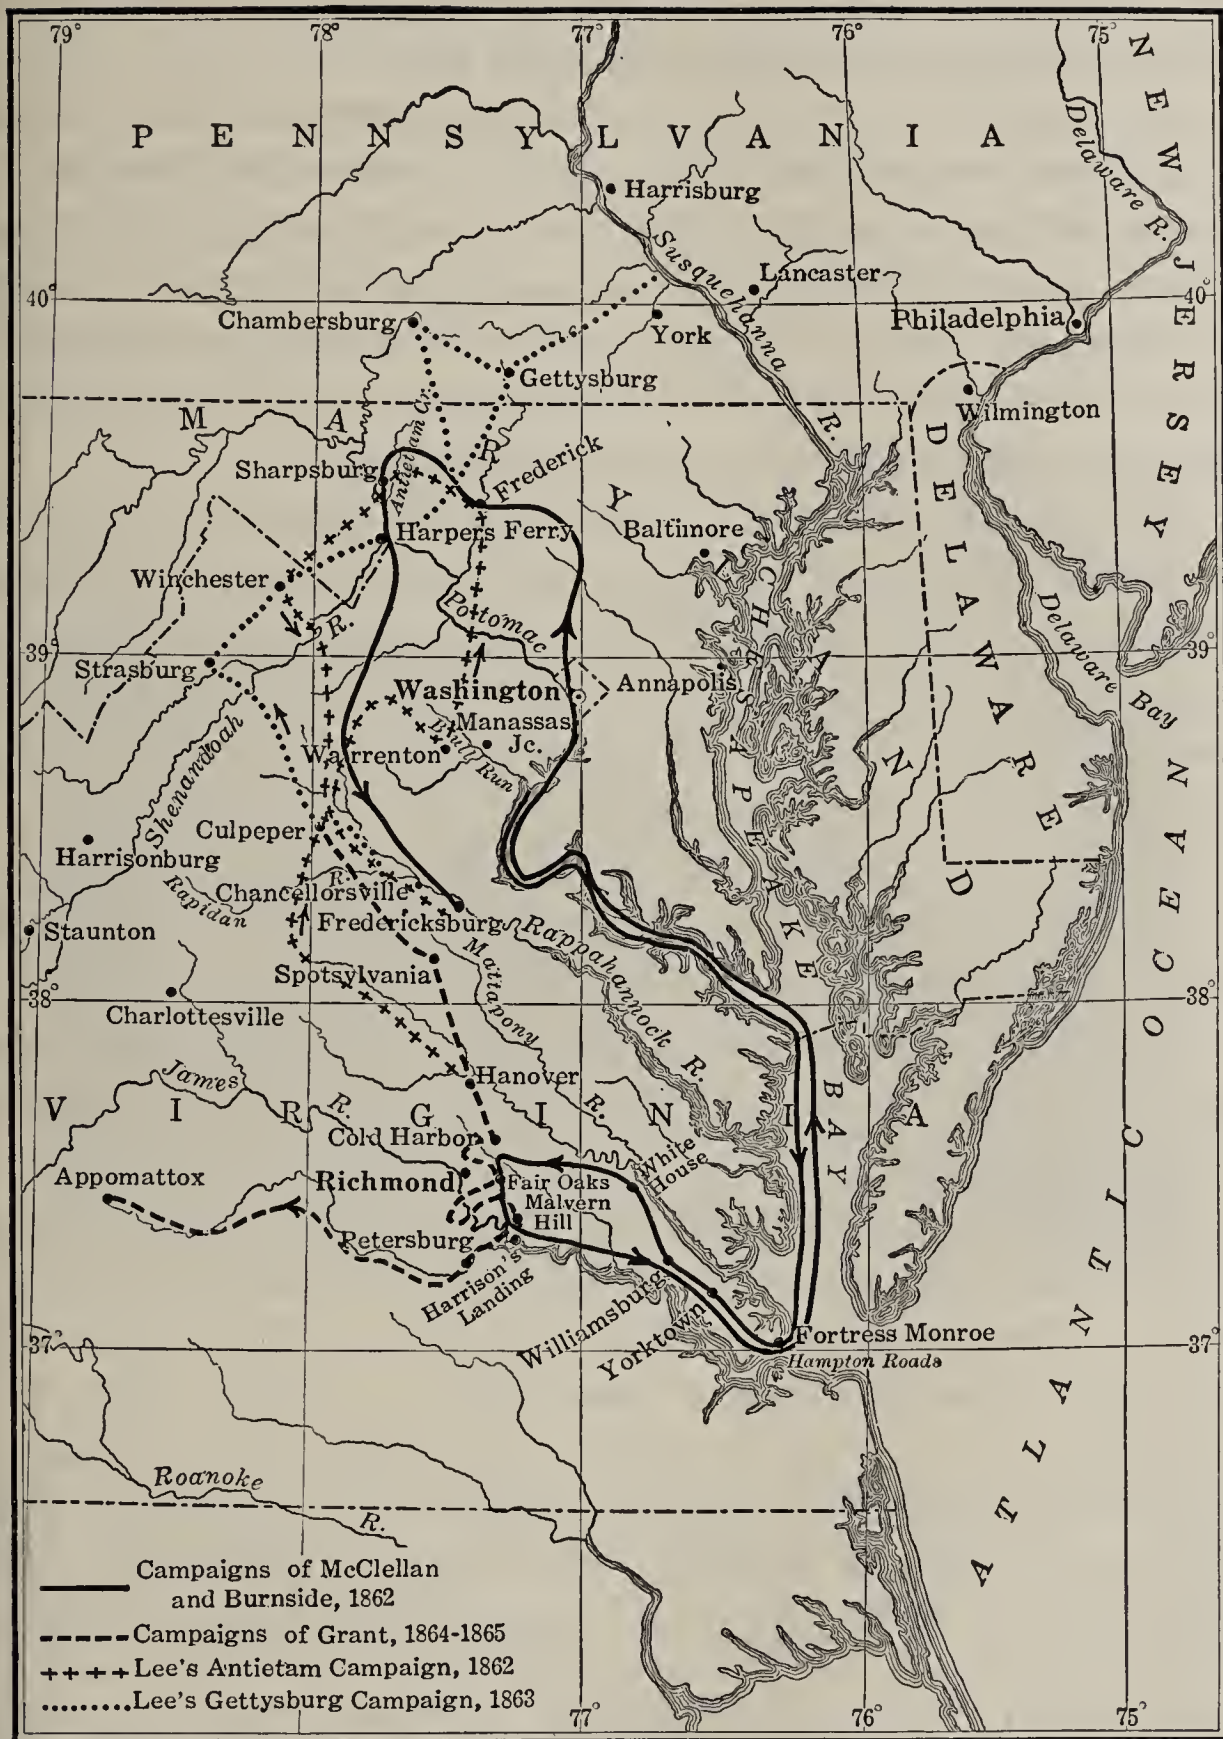 79°
78°
77°
76°
75°
NEW JERSEY
PENNSYLVANIA
Delaware R.
Harrisburg
Susquehanna R.
Lancaster
40°
40°
Chambersburg
York
Philadelphia
Gettysburg
Wilmington
MARYLAND
DELAWARE
Sharpsburg
Antietam Cr.
Frederick
Harpers Ferry
Baltimore
Winchester
Potomac
R.
CHESAPEAKE BAY
Delaware Bay
39°
39°
Strasburg
Washington
Annapolis
Manassas
Jc.
Bull Run
Warrenton
Shenandoah
Culpeper
Harrisonburg
Rapidan
R.
Chancellorsville
Fredericksburg
Rappahannock R.
Staunton
Mattapony
R.
Spotsylvania
38°
38°
Charlottesville
ATLANTIC OCEAN
Hanover
James
R.
VIRGINIA
Cold Harbor
White
House
Appomattox
Richmond
Fair Oaks
Malvern
Hill
Petersburg
Harrison's
Landing
Williamsburg
Yorktown
Fortress Monroe
37°
37°
Hampton Roads
Roanoke
R.
Campaigns of McClellan
and Burnside, 1862
Campaigns of Grant, 1864-1865
Lee's Antietam Campaign, 1862
Lee's Gettysburg Campaign, 1863
77°
76°
75°